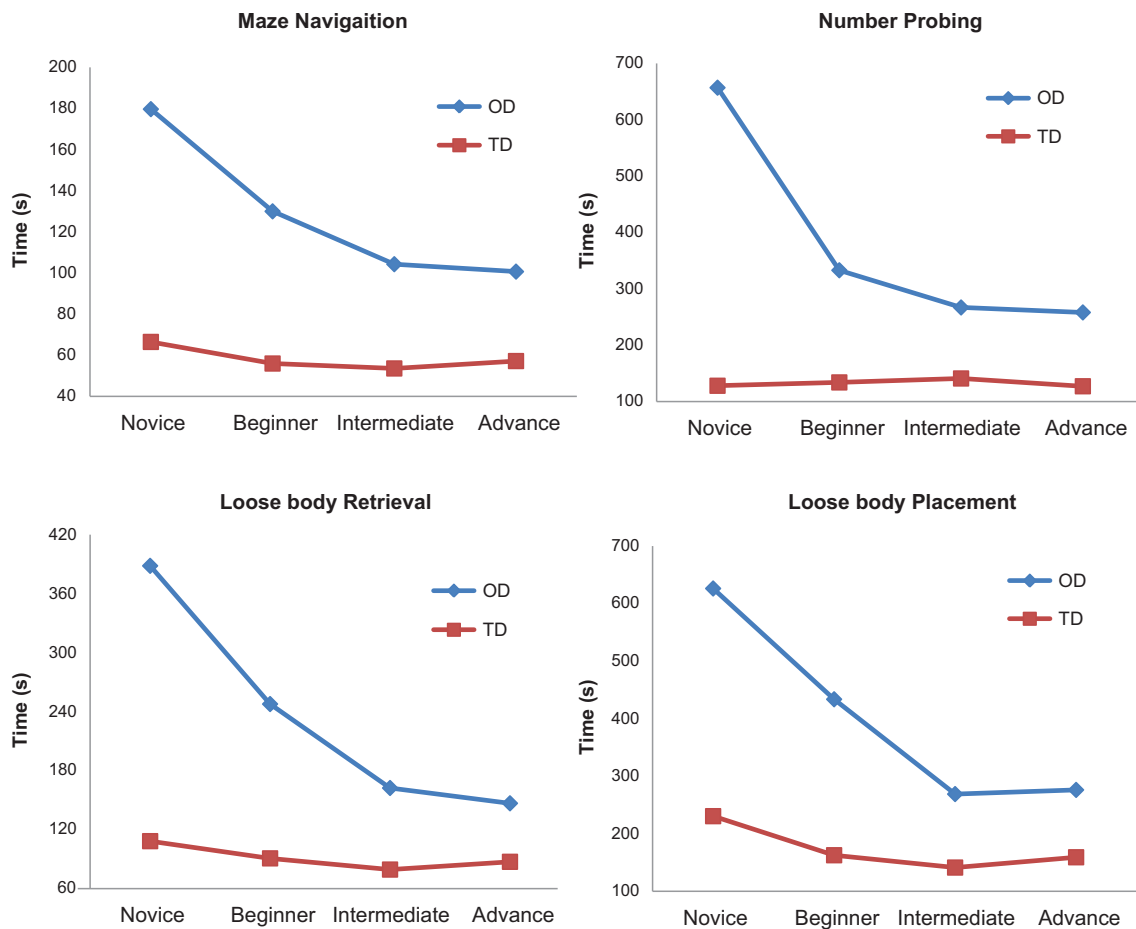 Maze Navigaition
Time (s)
200
180
160
140
120
100
80
60
40
OD
TD
Novice Beginner Intermediate Advance
Number Probing
Time (s)
700
600
500
400
300
200
100
OD
TD
Novice Beginner Intermediate Advance
Loose body Retrieval
Time (s)
420
360
300
240
180
120
60
OD
TD
Novice Beginner Intermediate Advance
Loose body Placement
Time (s)
700
600
500
400
300
200
100
OD
TD
Novice Beginner Intermediate Advance